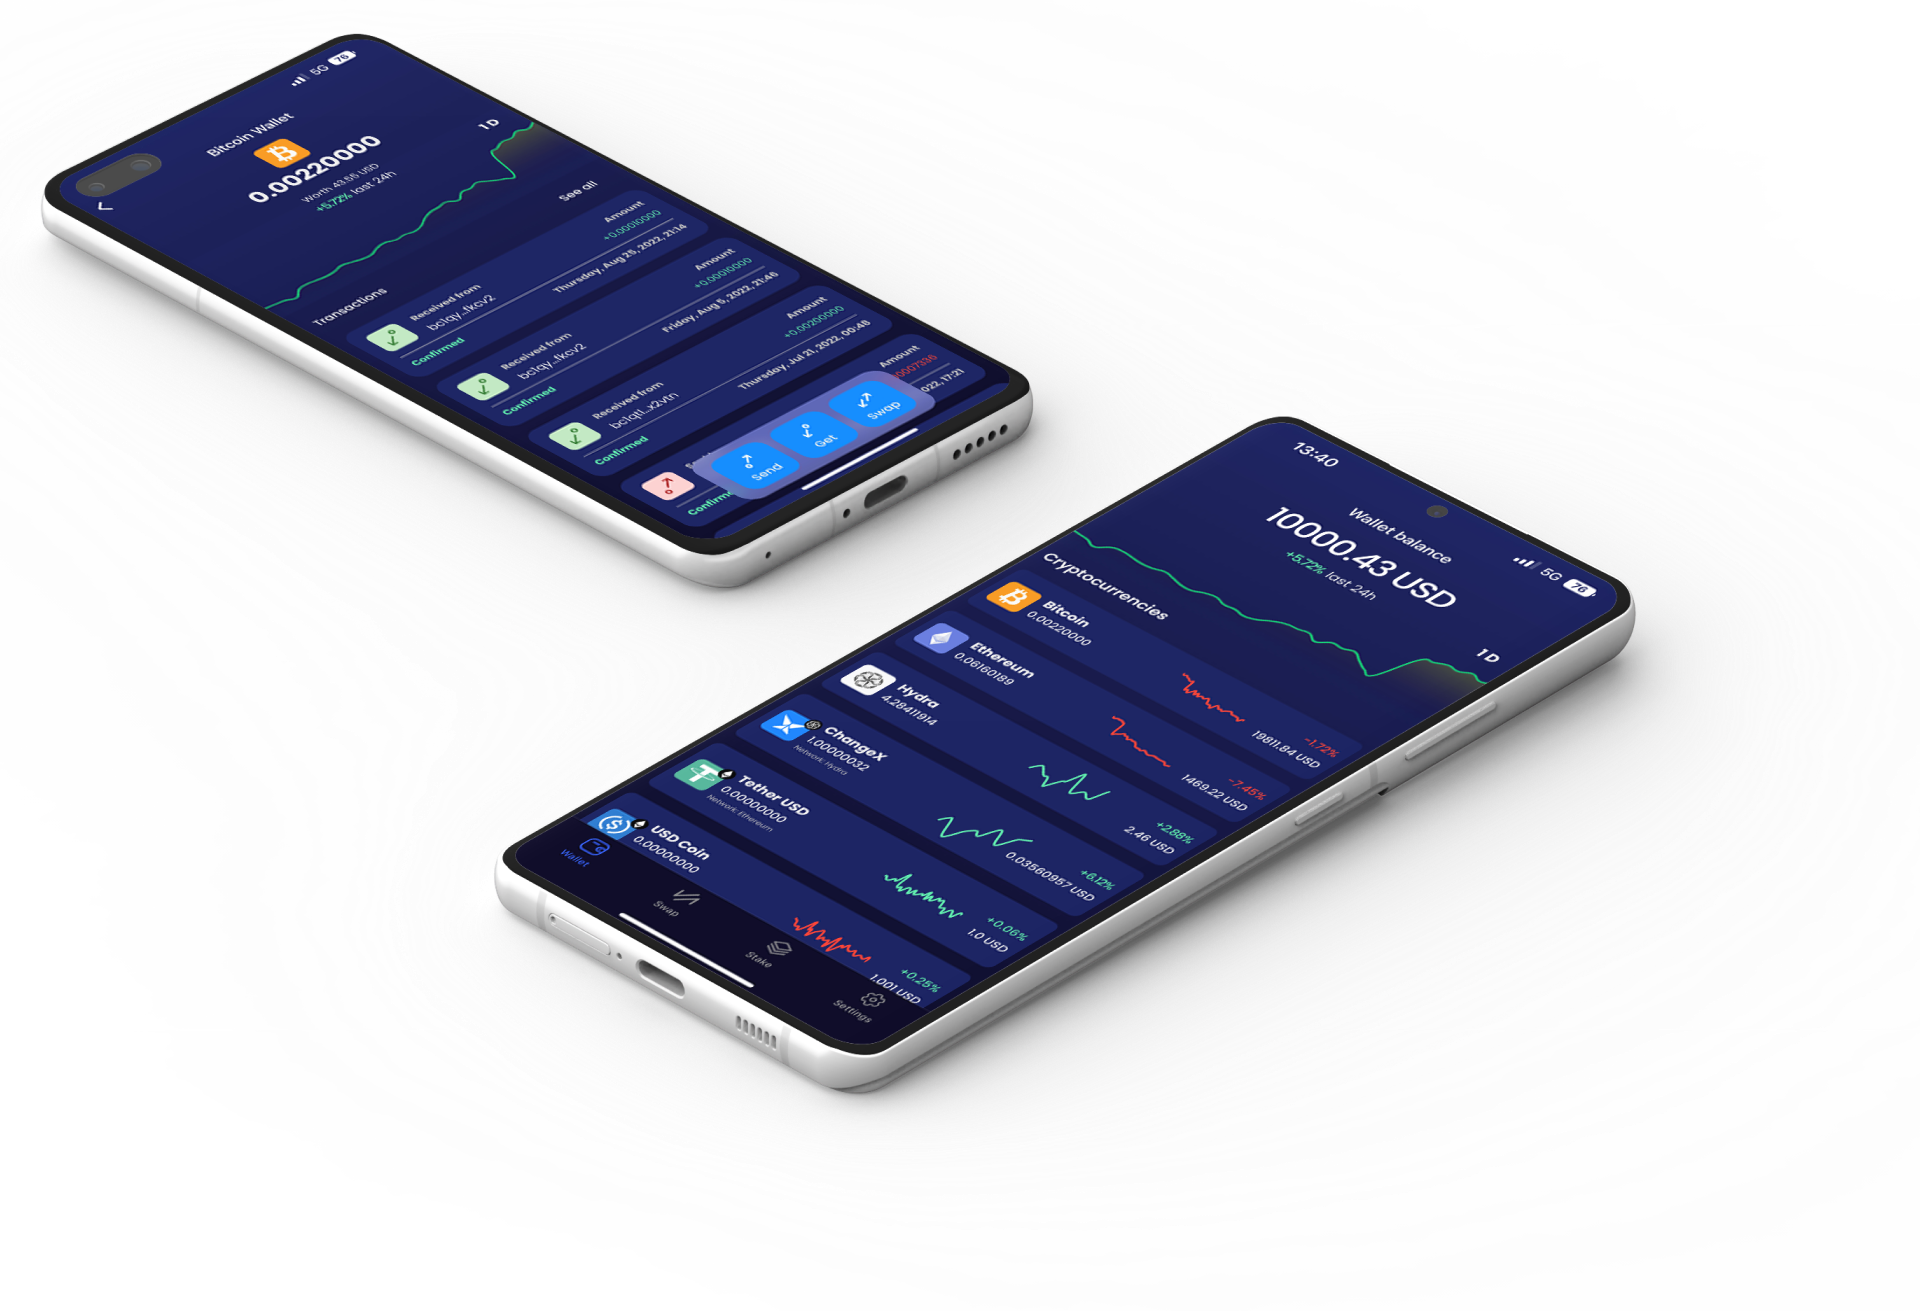 5G 76
Bitcoin Wallet
0.00220000
Worth 43.55 USD
+5.72% last 24h
1 D
Transactions
See all
Received from
bc1qy...fkcv2
Amount
+0.00010000
Confirmed
Thursday, Aug 25, 2022, 21:14
Received from
bc1qy...fkcv2
Amount
+0.00010000
Confirmed
Friday, Aug 5, 2022, 21:46
Received from
bc1qtl...x2vtn
Amount
+0.00200000
Confirmed
Thursday, Jul 21, 2022, 00:48
Amount
0007336
Confirme
022, 17:21
Send
Get
Swap
13:40
5G 76
Wallet balance
10000.43 USD
+5.72% last 24h
1 D
Cryptocurrencies
Bitcoin
0.00220000
-1.72%
19811.84 USD
Ethereum
0.06160189
-7.45%
1469.22 USD
Hydra
4.28411914
+2.88%
2.46 USD
ChangeX
1.00000032
Network: Hydra
+6.12%
0.03560957 USD
Tether USD
0.00000000
Network: Ethereum
+0.06%
1.0 USD
USD Coin
0.00000000
+0.25%
1.001 USD
Wallet
Swap
Stake
Settings